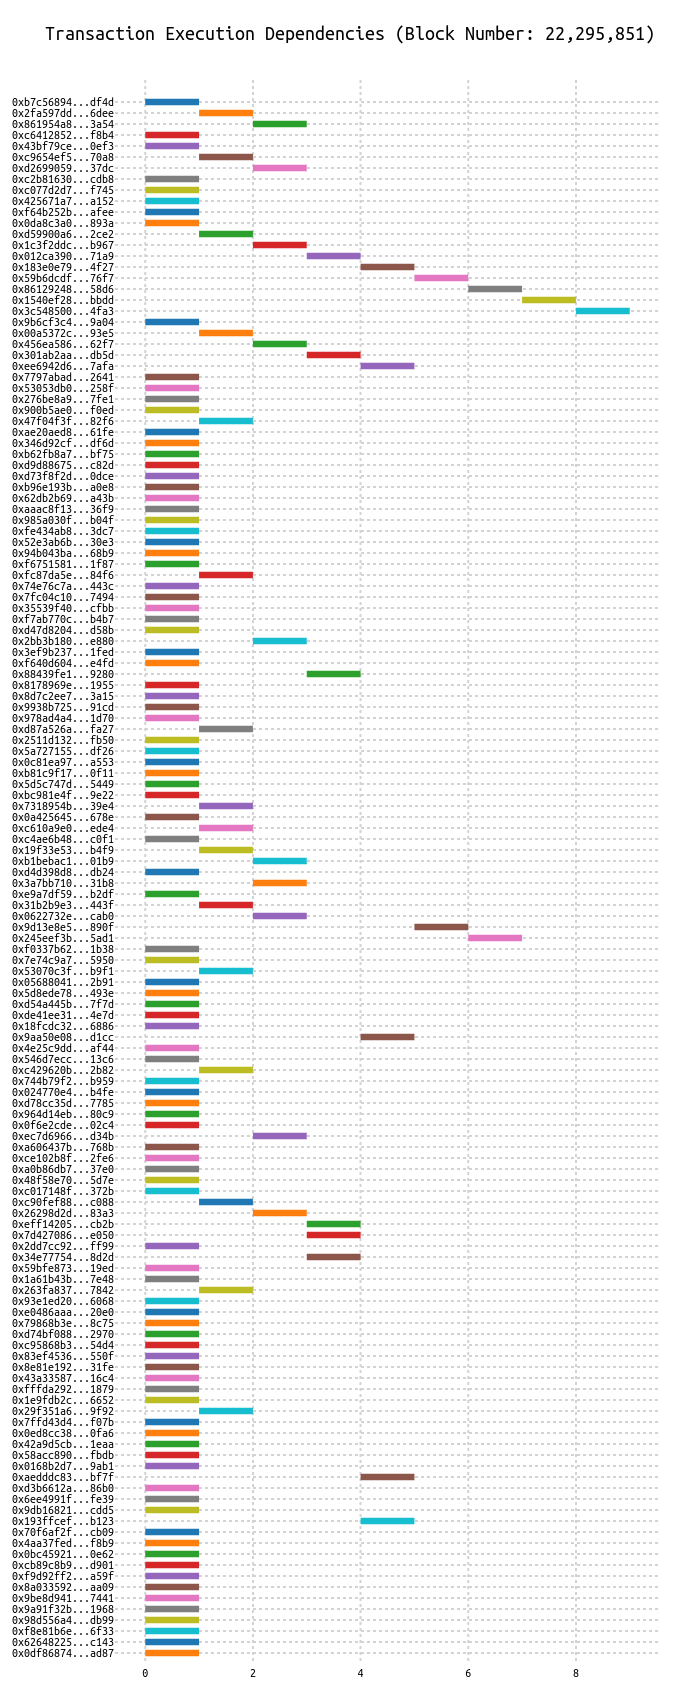 Transaction Execution Dependencies (Block Number: 22,295,851)
0xb7c56894...df4d
0x2fa597dd...6dee
0x861954a8...3a54
0xc6412852...f8b4
0x43bf79ce...0ef3
0xc9654ef5...70a8
0xd2699059...37dc
0xc2b81630...cdb8
0xc077d2d7...f745
0x425671a7...a152
0xf64b252b...afee
0x0da8c3a0...893a
0xd59900a6...2ce2
0x1c3f2ddc...b967
0x012ca390...71a9
0x183e0e79...4f27
0x59b6dcdf...76f7
0x86129248...58d6
0x1540ef28...bbdd
0x3c548500...4fa3
0x9b6cf3c4...9a04
0x00a5372c...93e5
0x456ea586...62f7
0x301ab2aa...db5d
0xee6942d6...7afa
0x7797abad...2641
0x53053db0...258f
0x276be8a9...7fe1
0x900b5ae0...f0ed
0x47f04f3f...82f6
0xae20aed8...61fe
0x346d92cf...df6d
0xb62fb8a7...bf75
0xd9d88675...c82d
0xd73f8f2d...0dce
0xb96e193b...a0e8
0x62db2b69...a43b
0xaaac8f13...36f9
0x985a030f...b04f
0xfe434ab8...3dc7
0x52e3ab6b...30e3
0x94b043ba...68b9
0xf6751581...1f87
0xfc87da5e...84f6
0x74e76c7a...443c
0x7fc04c10...7494
0x35539f40...cfbb
0xf7ab770c...b4b7
0xd47d8204...d58b
0x2bb3b180...e880
0x3ef9b237...1fed
0xf640d604...e4fd
0x88439fe1...9280
0x8178969e...1955
0x8d7c2ee7...3a15
0x9938b725...91cd
0x978ad4a4...1d70
0xd87a526a...fa27
0x2511d132...fb50
0x5a727155...df26
0x0c81ea97...a553
0xb81c9f17...0f11
0x5d5c747d...5449
0xbc981e4f...9e22
0x7318954b...39e4
0x0a425645...678e
0xc610a9e0...ede4
0xc4ae6b48...c0f1
0x19f33e53...b4f9
0xb1bebac1...01b9
0xd4d398d8...db24
0x3a7bb710...31b8
0xe9a7df59...b2df
0x31b2b9e3...443f
0x0622732e...cab0
0x9d13e8e5...890f
0x245eef3b...5ad1
0xf0337b62...1b38
0x7e74c9a7...5950
0x53070c3f...b9f1
0x05688041...2b91
0x5d8ede78...493e
0xd54a445b...7f7d
0xde41ee31...4e7d
0x18fcdc32...6886
0x9aa50e08...d1cc
0x4e25c9dd...af44
0x546d7ecc...13c6
0xc429620b...2b82
0x744b79f2...b959
0x024770e4...b4fe
0xd78cc35d...7785
0x964d14eb...80c9
0x0f6e2cde...02c4
0xec7d6966...d34b
0xa606437b...768b
0xce102b8f...2fe6
0xa0b86db7...37e0
0x48f58e70...5d7e
0xc017148f...372b
0xc90fef88...c088
0x26298d2d...83a3
0xeff14205...cb2b
0x7d427086...e050
0x2dd7cc92...ff99
0x34e77754...8d2d
0x59bfe873...19ed
0x1a61b43b...7e48
0x263fa837...7842
0x93e1ed20...6068
0xe0486aaa...20e0
0x79868b3e...8c75
0xd74bf088...2970
0xc95868b3...54d4
0x83ef4536...550f
0x8e81e192...31fe
0x43a33587...16c4
0xfffda292...1879
0x1e9fdb2c...6652
0x29f351a6...9f92
0x7ffd43d4...f07b
0x0ed8cc38...0fa6
0x42a9d5cb...1eaa
0x58acc890...fbdb
0x0168b2d7...9ab1
0xaedddc83...bf7f
0xd3b6612a...86b0
0x6ee4991f...fe39
0x9db16821...cdd5
0x193ffcef...b123
0x70f6af2f...cb09
0x4aa37fed...f8b9
0x0bc45921...0e62
0xcb89c8b9...d901
0xf9d92ff2...a59f
0x8a033592...aa09
0x9be8d941...7441
0x9a91f32b...1968
0x98d556a4...db99
0xf8e81b6e...6f33
0x62648225...c143
0x0df86874...ad87
0 2 4 6 8